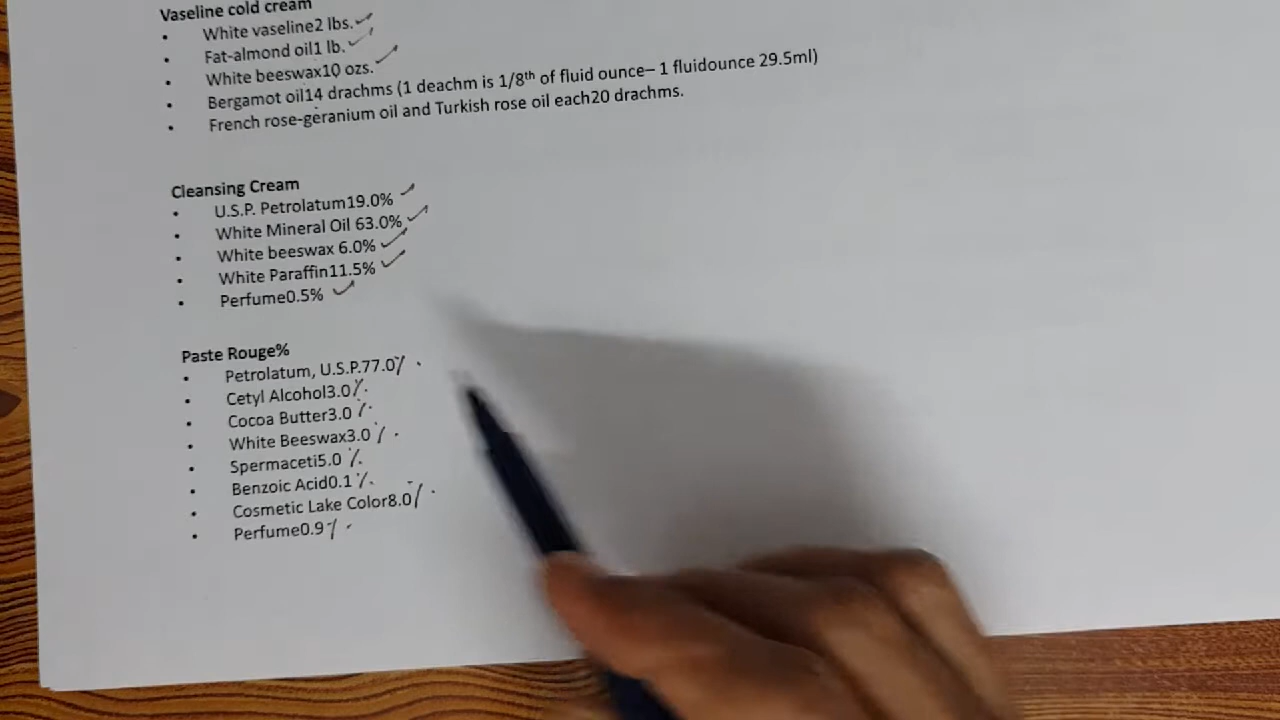 Vaseline cold cream
• White vaseline2 lbs.
• Fat-almond oil1 lb.
• White beeswax10 ozs.
• Bergamot oil14 drachms (1 deachm is 1/8th of fluid ounce– 1 fluidounce 29.5ml)
• French rose-geranium oil and Turkish rose oil each20 drachms.
Cleansing Cream
• U.S.P. Petrolatum19.0%
• White Mineral Oil 63.0%
• White beeswax 6.0%
• White Paraffin11.5%
• Perfume0.5%
Paste Rouge%
• Petrolatum, U.S.P.77.0%
• Cetyl Alcohol3.0%
• Cocoa Butter3.0 %
• White Beeswax3.0 %
• Spermaceti5.0 %
• Benzoic Acid0.1 %
• Cosmetic Lake Color8.0%
• Perfume0.9%